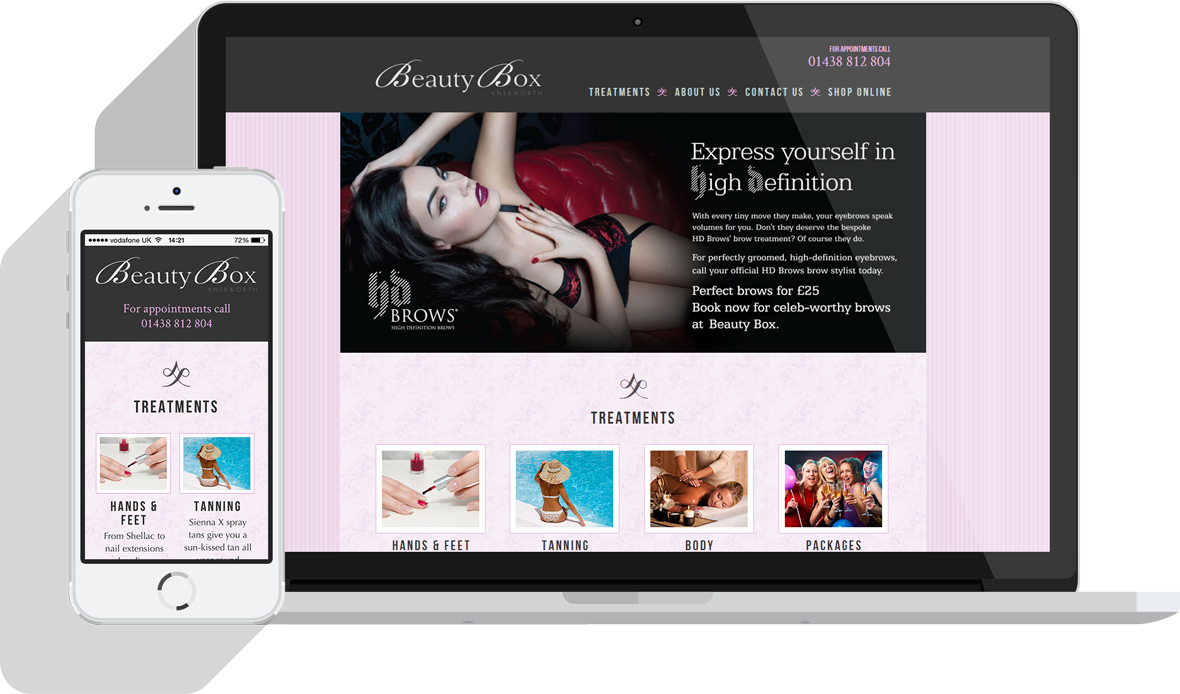 FOR APPOINTMENTS CALL
01438 812 804
Beauty Box
KNEBWORTH
TREATMENTS ABOUT US CONTACT US SHOP ONLINE
Express yourself in
High Definition
With every tiny move they make, your eyebrows speak
volumes for you. Don't they deserve the bespoke
HD Brows' brow treatment? Of course they do.
For perfectly groomed, high-definition eyebrows,
call your official HD Brows brow stylist today.
Perfect brows for £25
Book now for celeb-worthy brows
at Beauty Box.
hd
BROWS®
HIGH DEFINITION BROWS
TREATMENTS
HANDS & FEET TANNING BODY PACKAGES
vodafone UK 14:21 72%
Beauty Box
KNEBWORTH
For appointments call
01438 812 804
TREATMENTS
HANDS &
FEET
From Shellac to
nail extensions
TANNING
Sienna X spray
tans give you a
sun-kissed tan all